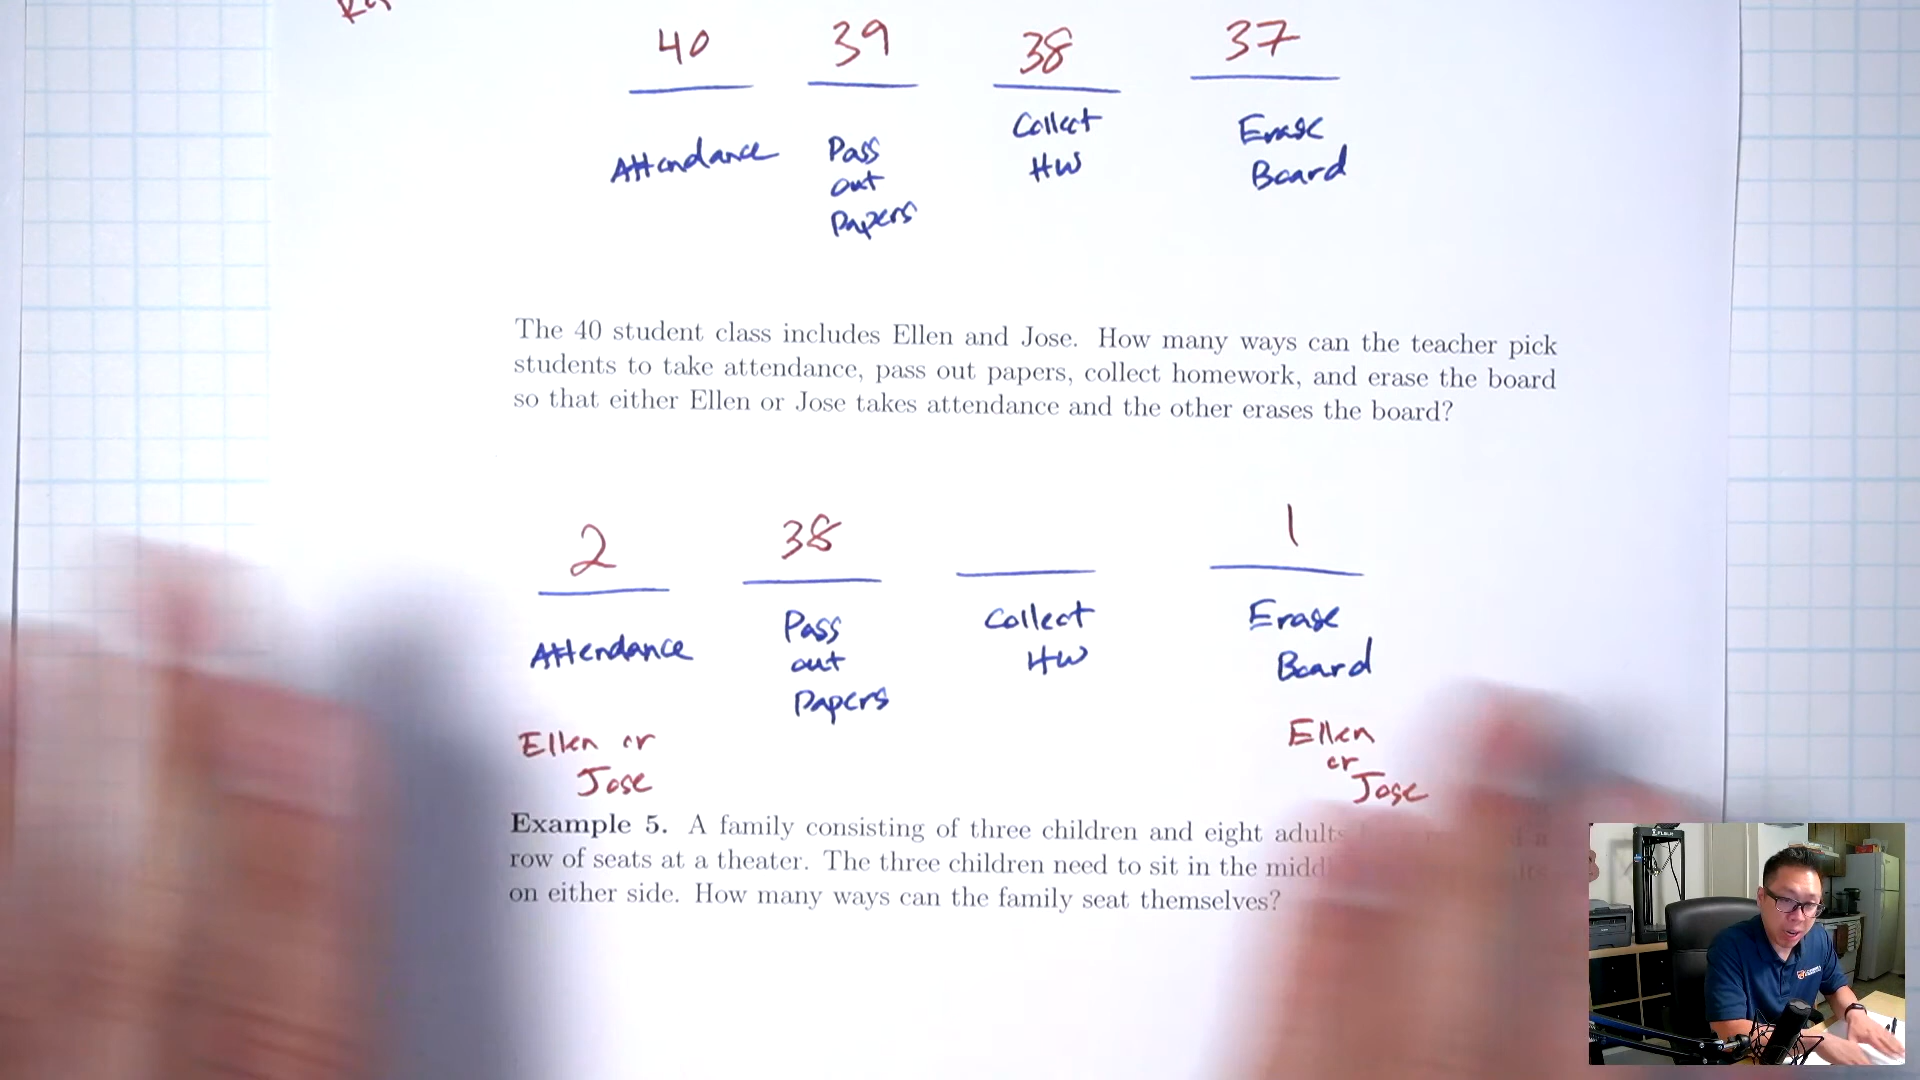 40 39 38 37
Attendance
Pass
out
Papers
Collect
HW
Erase
Board
The 40 student class includes Ellen and Jose. How many ways can the teacher pick
students to take attendance, pass out papers, collect homework, and erase the board
so that either Ellen or Jose takes attendance and the other erases the board?
2 38 1
Attendance
Pass
out
Papers
Collect
HW
Erase
Board
Ellen or
Jose
Ellen
or
Jose
Example 5. A family consisting of three children and eight adults
row of seats at a theater. The three children need to sit in the
on either side. How many ways can the family seat themselves?